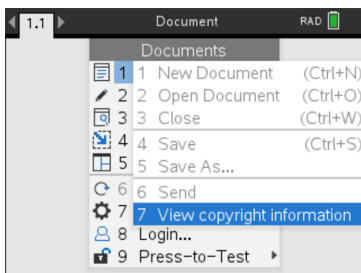 1.1 Document RAD
Documents
1 1 New Document (Ctrl+N)
2 2 Open Document (Ctrl+O)
3 3 Close (Ctrl+W)
4 4 Save (Ctrl+S)
5 5 Save As...
6 6 Send
7 7 View copyright information
8 Login...
9 Press-to-Test